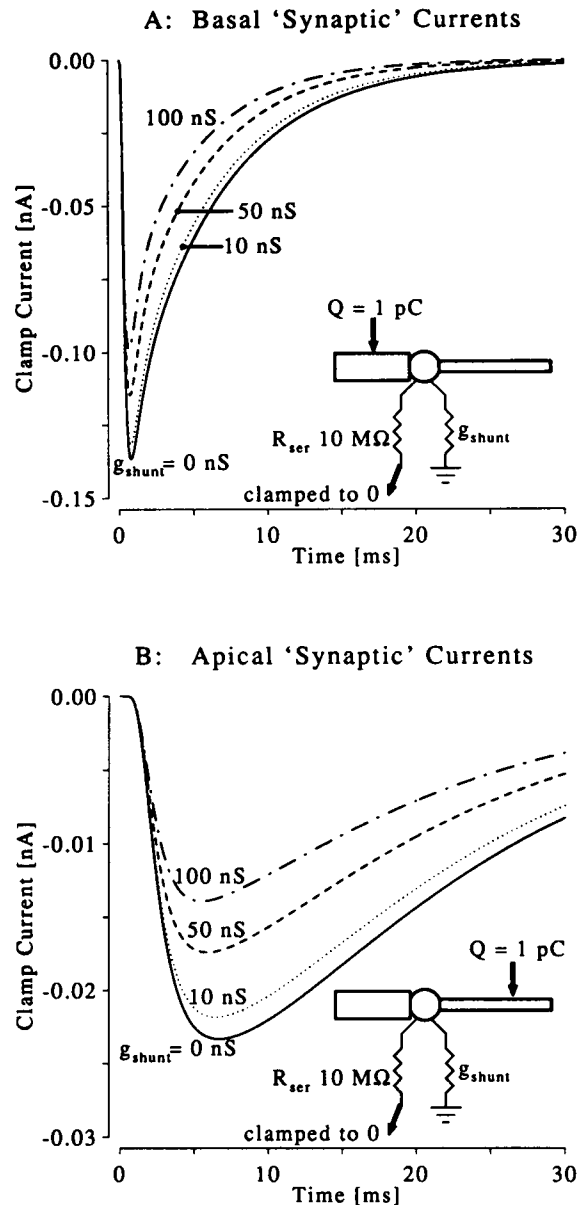 A: Basal ‘Synaptic’ Currents
0.00
-0.05
-0.10
-0.15
Clamp Current [nA]
100 nS
50 nS
10 nS
g_shunt = 0 nS
Q = 1 pC
R_ser 10 MΩ
g_shunt
clamped to 0
0
10
20
30
Time [ms]
B: Apical ‘Synaptic’ Currents
0.00
-0.01
-0.02
-0.03
Clamp Current [nA]
100 nS
50 nS
10 nS
g_shunt = 0 nS
Q = 1 pC
R_ser 10 MΩ
g_shunt
clamped to 0
0
10
20
30
Time [ms]